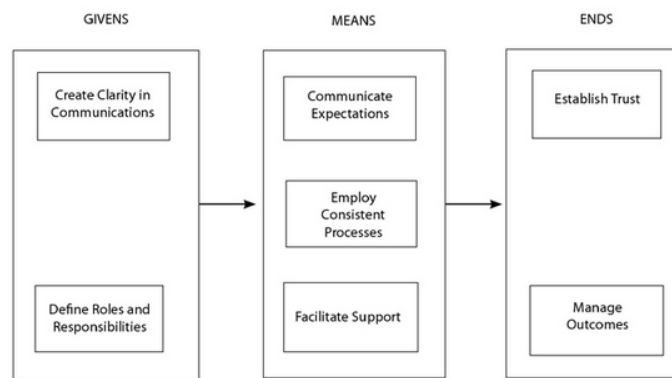 GIVENS
MEANS
ENDS
Create Clarity in
Communications
Define Roles and
Responsibilities
Communicate
Expectations
Employ
Consistent
Processes
Facilitate Support
Establish Trust
Manage
Outcomes